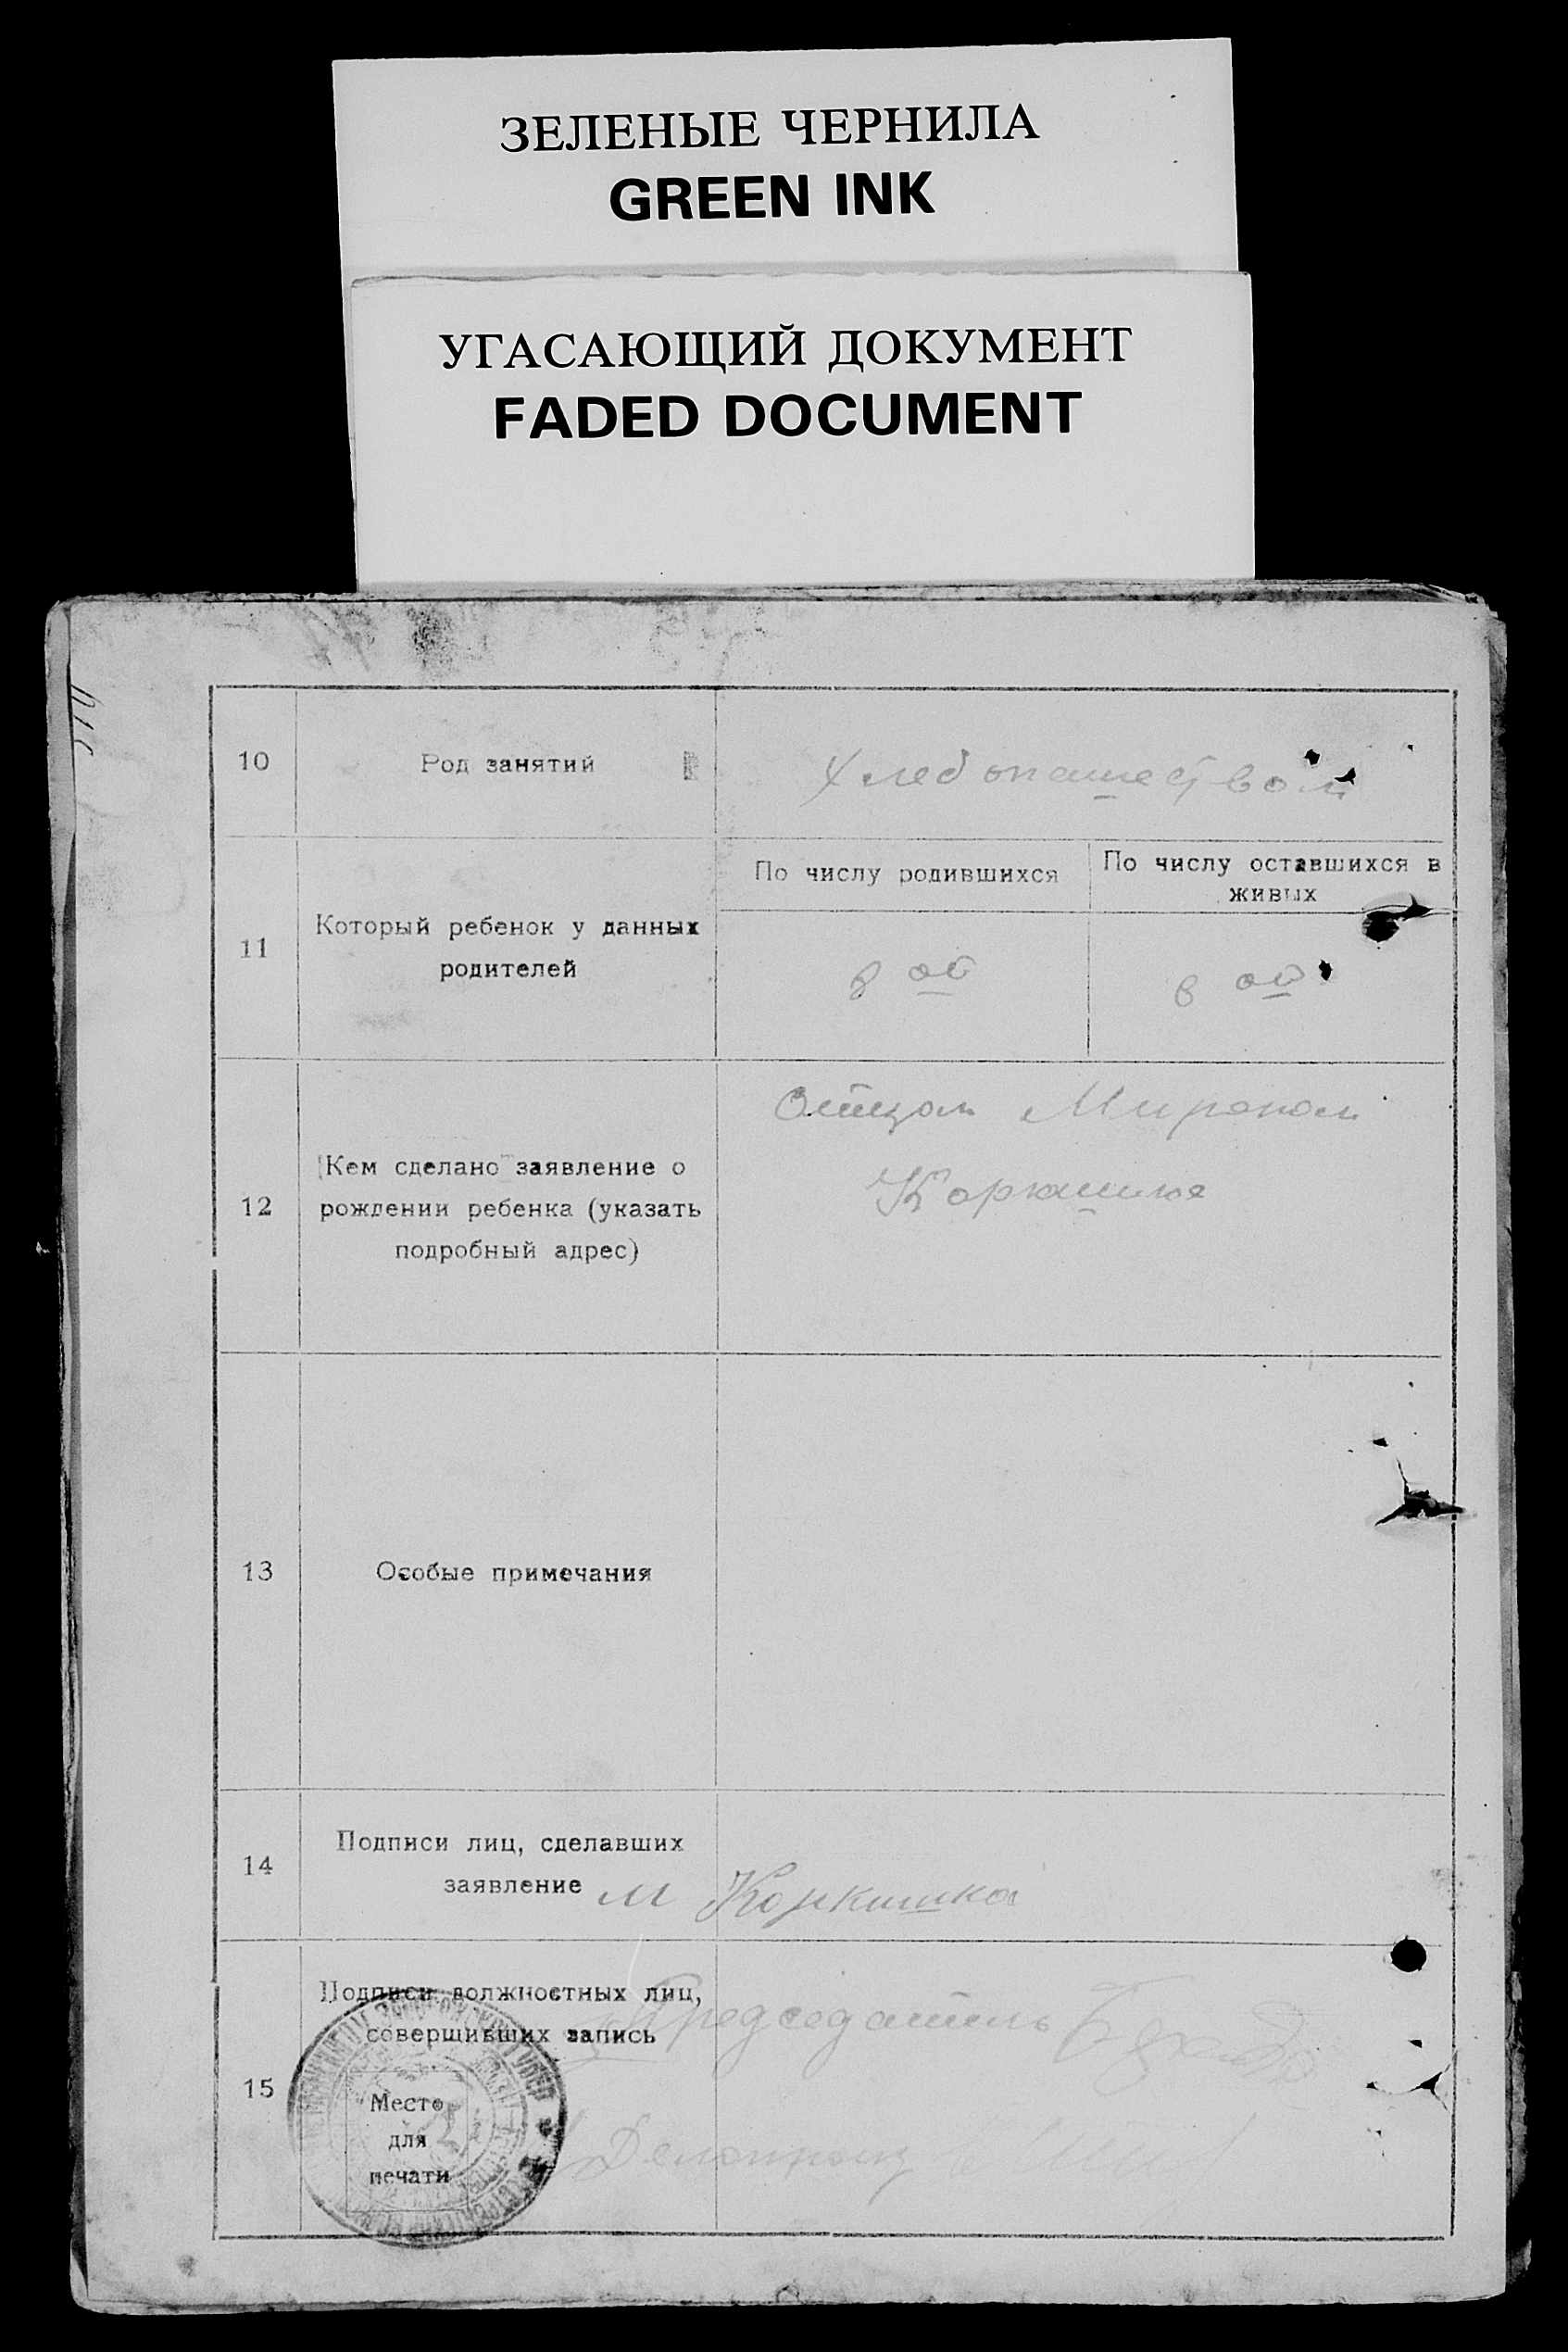 ЗЕЛЕНЫЕ ЧЕРНИЛА
GREEN INK
УГАСАЮЩИЙ ДОКУМЕНТ
FADED DOCUMENT
10
Род занятий
Хлебопашеством
11
Который ребенок у данных
родителей
По числу родившихся
8 ой
По числу оставшихся в
живых
8 ой
12
Кем сделано заявление о
рождении ребенка (указать
подробный адрес)
Отцом Мироном
Коркишка
13
Особые примечания
14
Подписи лиц, сделавших
заявление
М Коркишка
15
Подписи должностных лиц,
совершивших запись
Место
для
печати
Председатель
Делопроиз